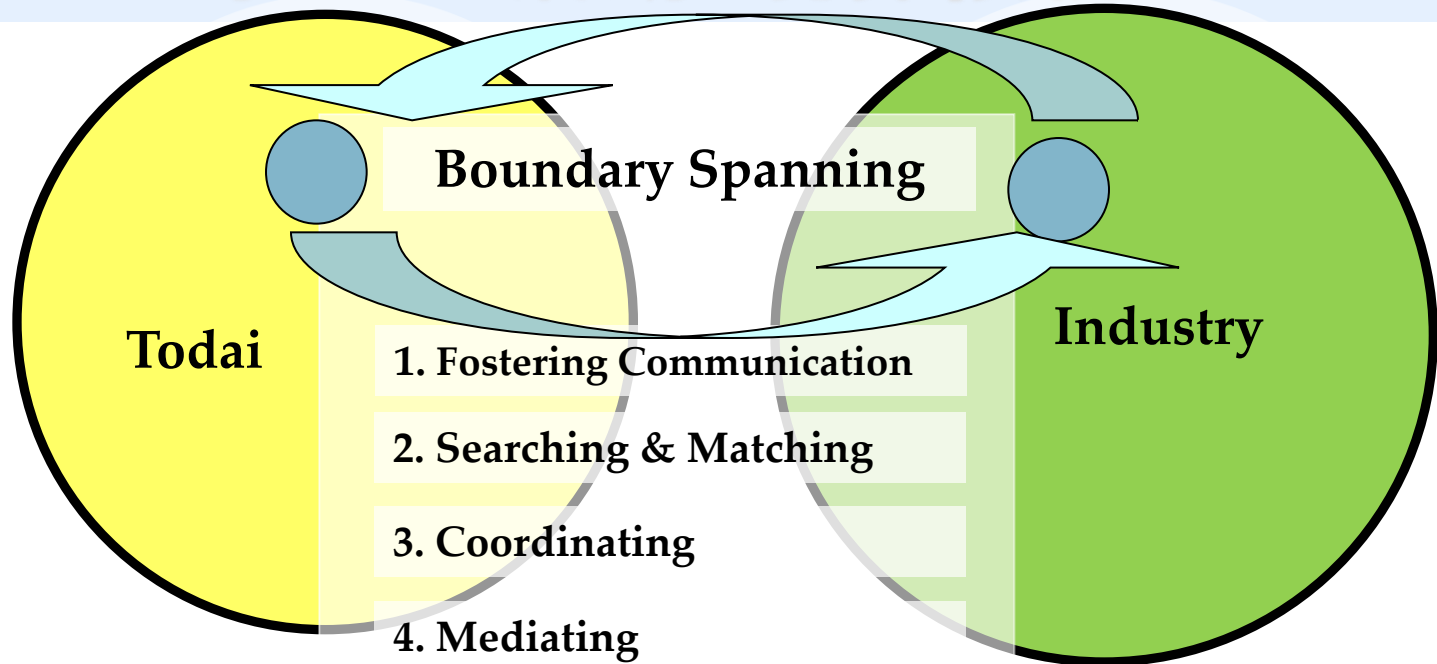 Boundary Spanning
Todai
Industry
1. Fostering Communication
2. Searching & Matching
3. Coordinating
4. Mediating